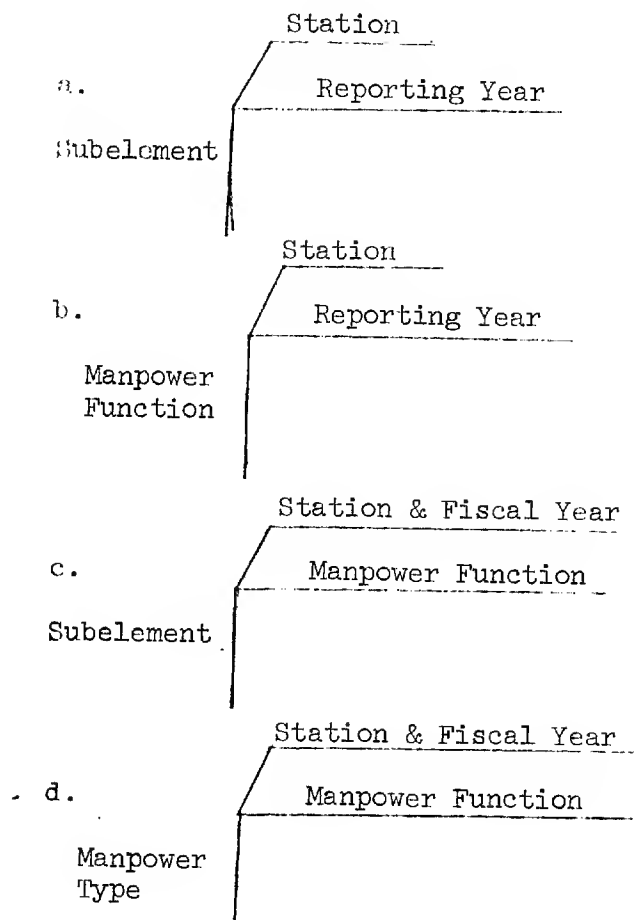 Station
a.
Reporting Year
Subelement
Station
b.
Reporting Year
Manpower
Function
Station & Fiscal Year
c.
Manpower Function
Subelement
Station & Fiscal Year
d.
Manpower Function
Manpower
Type